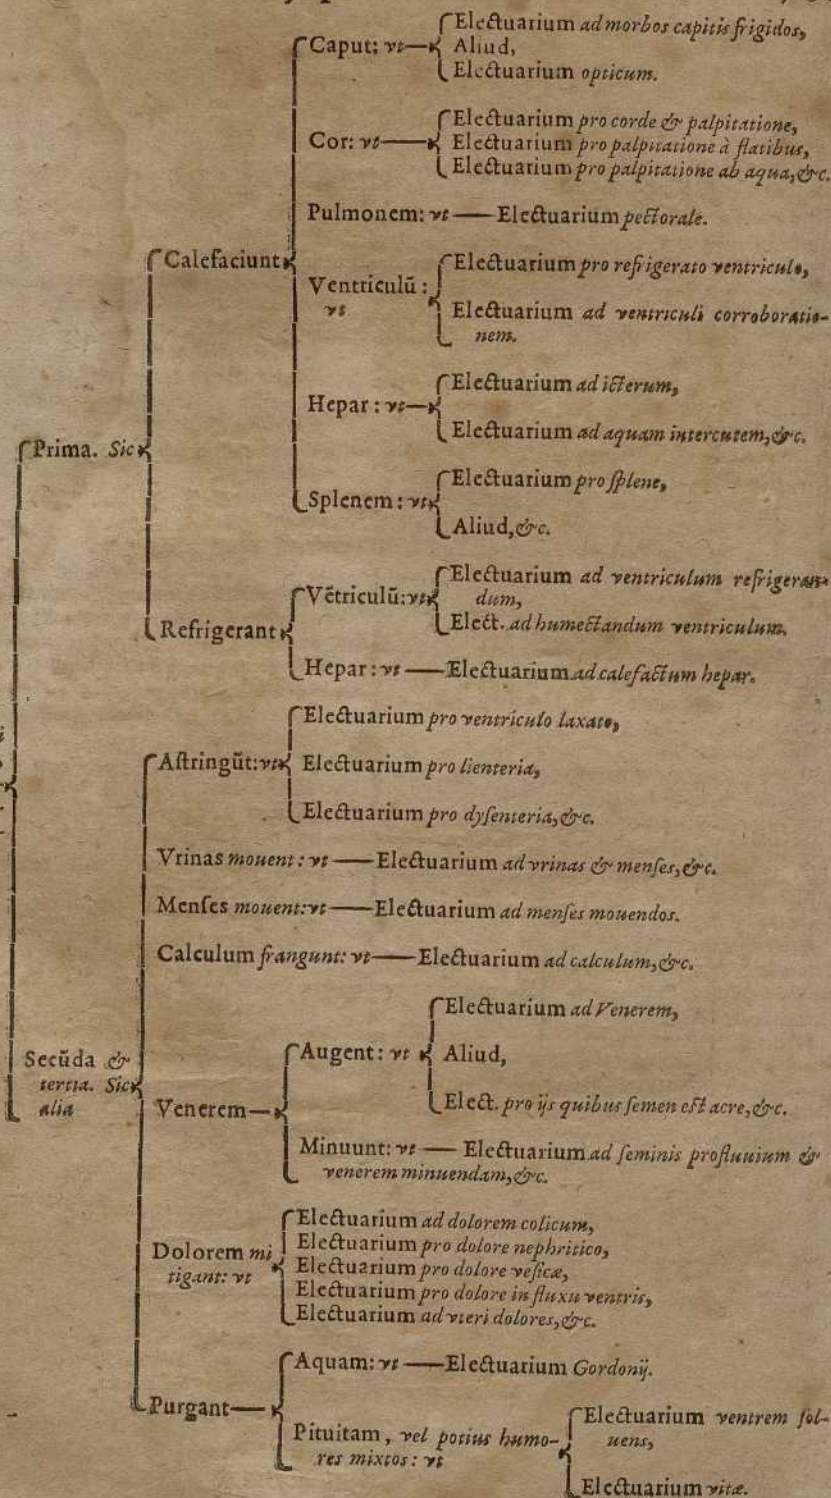 Electuarium ad morbos capitis frigidos,
Caput: vt
Aliud,
Electuarium opticum.
Electuarium pro corde & palpitatione,
Cor: vt
Electuarium pro palpitatione à flatibus,
Electuarium pro palpitatione ab aqua, &c.
Pulmonem: vt
Electuarium pectorale.
Calefaciunt
Electuarium pro refrigerato ventriculo,
Ventriculū:
vt
Electuarium ad ventriculi corroboratio-
nem.
Electuarium ad icterum,
Hepar: vt
Electuarium ad aquam intercutem, &c.
Prima. Sic
Electuarium pro ſplene,
Splenem: vt
Aliud, &c.
Electuarium ad ventriculum refrigeran-
dum,
Vētriculū: vt
Elect. ad humectandum ventriculum.
Refrigerant
Hepar: vt
Electuarium ad calefactum hepar.
Electuarium pro ventriculo laxato,
Aſtringūt: vt
Electuarium pro lienteria,
Electuarium pro dyſenteria, &c.
Vrinas mouent: vt
Electuarium ad vrinas & menſes, &c.
Menſes mouent: vt
Electuarium ad menſes mouendos.
Calculum frangunt: vt
Electuarium ad calculum, &c.
Electuarium ad Venerem,
Secūda &
tertia. Sic
alia
Augent: vt
Aliud,
Venerem
Elect. pro ijs quibus ſemen eſt acre, &c.
Minuunt: vt
Electuarium ad ſeminis profluuium &
venerem minuendam, &c.
Electuarium ad dolorem colicum,
Electuarium pro dolore nephritico,
Dolorem mi
tigant: vt
Electuarium pro dolore veſicæ,
Electuarium pro dolore in fluxu ventris,
Electuarium ad vteri dolores, &c.
Aquam: vt
Electuarium Gordonij.
Purgant
Pituitam, vel potius humo-
res mixtos: vt
Electuarium ventrem ſol-
uens,
Electuarium vitæ.